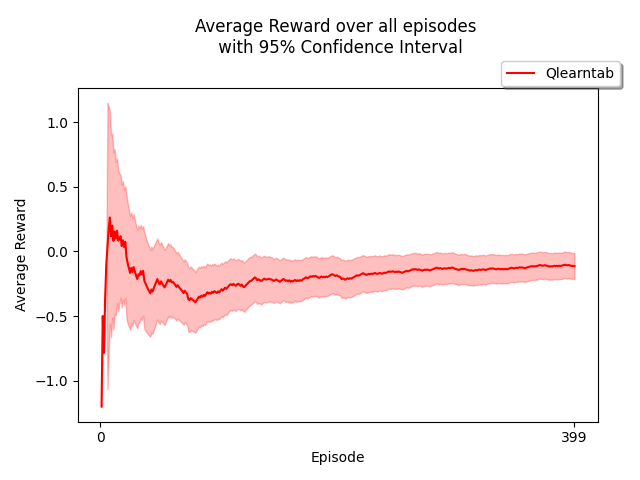 Average Reward over all episodes
with 95% Confidence Interval
Qlearntab
1.0
0.5
0.0
−0.5
−1.0
Average Reward
0
399
Episode